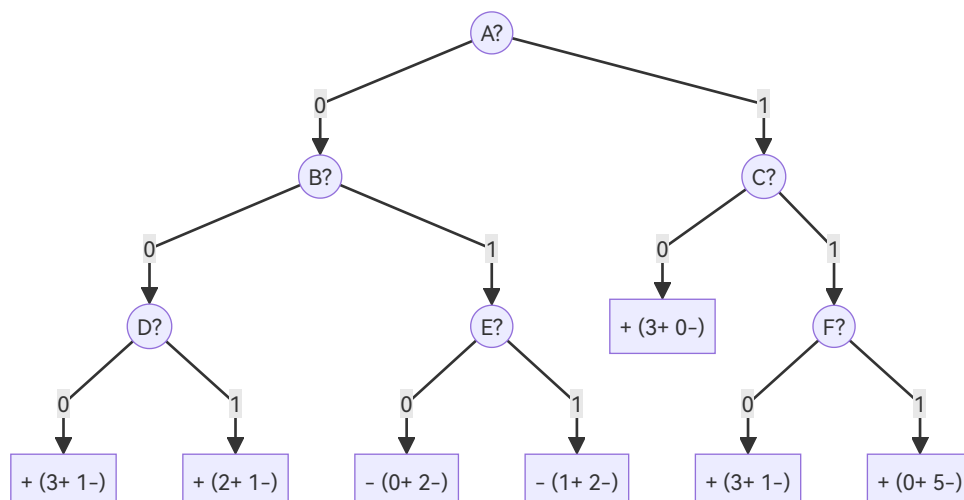 A?
0
1
B?
C?
0
1
0
1
D?
E?
+ (3+ 0-)
F?
0
1
0
1
0
1
+ (3+ 1-)
+ (2+ 1-)
- (0+ 2-)
- (1+ 2-)
+ (3+ 1-)
+ (0+ 5-)